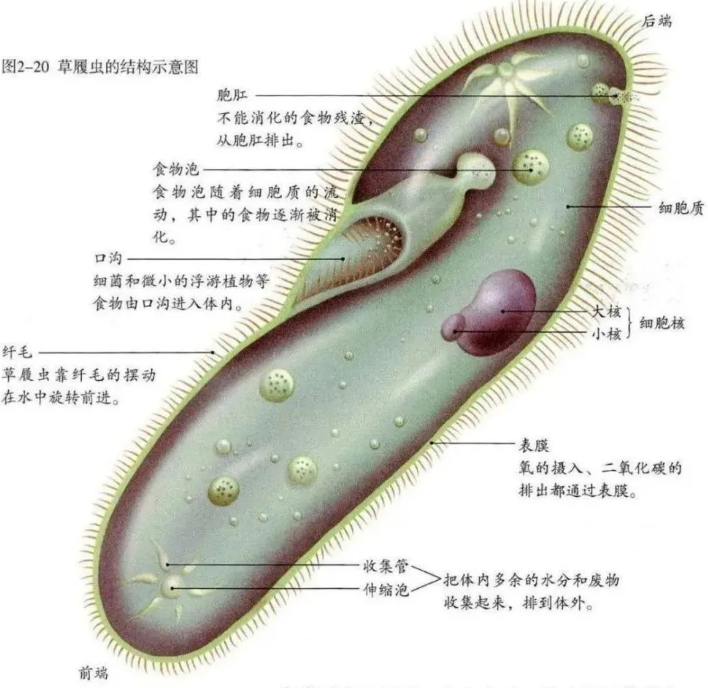 后端
图2-20 草履虫的结构示意图
胞肛
不能消化的食物残渣，
从胞肛排出。
食物泡
食物泡随着细胞质的流
动，其中的食物逐渐被消
化。
细胞质
口沟
细菌和微小的浮游植物等
食物由口沟进入体内。
大核
小核
细胞核
纤毛
草履虫靠纤毛的摆动
在水中旋转前进。
表膜
氧的摄入、二氧化碳的
排出都通过表膜。
收集管
伸缩泡
把体内多余的水分和废物
收集起来，排到体外。
前端